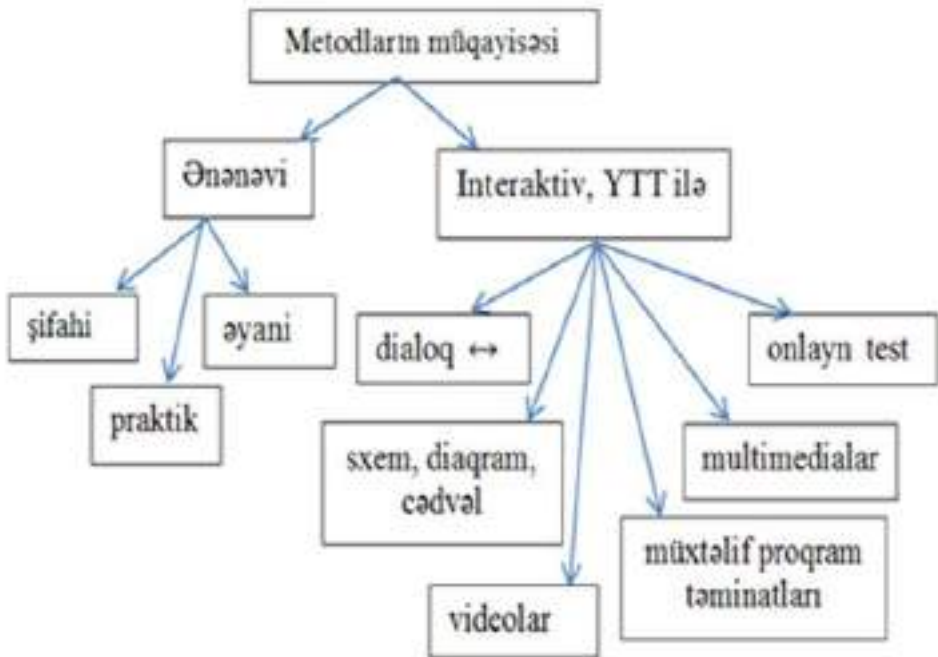 Metodların müqayisəsi
Ənənəvi
Interaktiv, YTT ilə
şifahi
əyani
praktik
dialoq ↔
onlayn test
sxem, diaqram,
cədvəl
multimedialar
videolar
müxtəlif proqram
təminatları